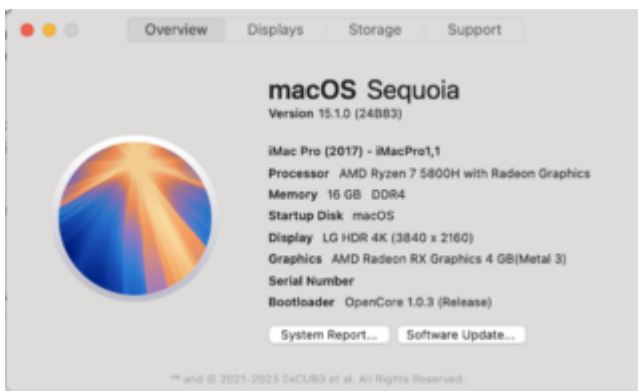 Overview Displays Storage Support
macOS Sequoia
Version 15.1.0 (24B83)
iMac Pro (2017) - iMacPro1,1
Processor AMD Ryzen 7 5800H with Radeon Graphics
Memory 16 GB DDR4
Startup Disk macOS
Display LG HDR 4K (3840 x 2160)
Graphics AMD Radeon RX Graphics 4 GB(Metal 3)
Serial Number
Bootloader OpenCore 1.0.3 (Release)
System Report... Software Update...
™ and © 2021-2023 0xCUB3 et al. All Rights Reserved.